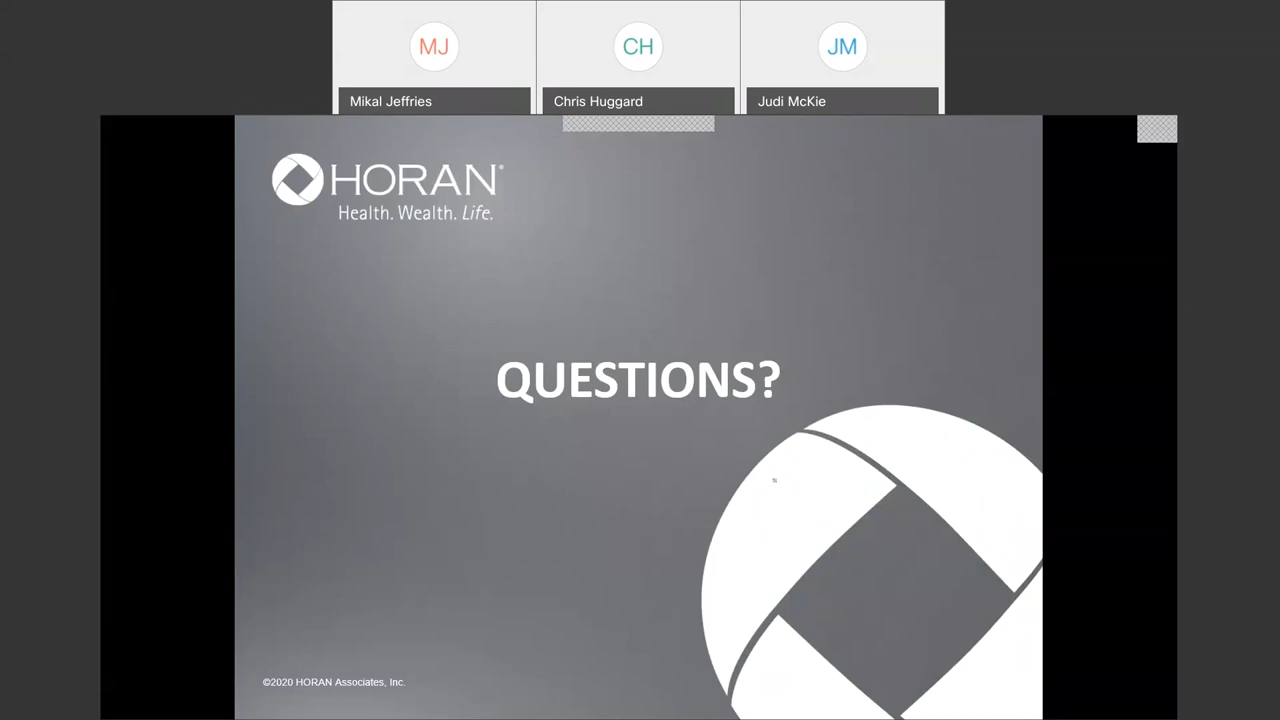 MJ
CH
JM
Mikal Jeffries
Chris Huggard
Judi McKie
HORAN®
Health. Wealth. Life.
QUESTIONS?
©2020 HORAN Associates, Inc.